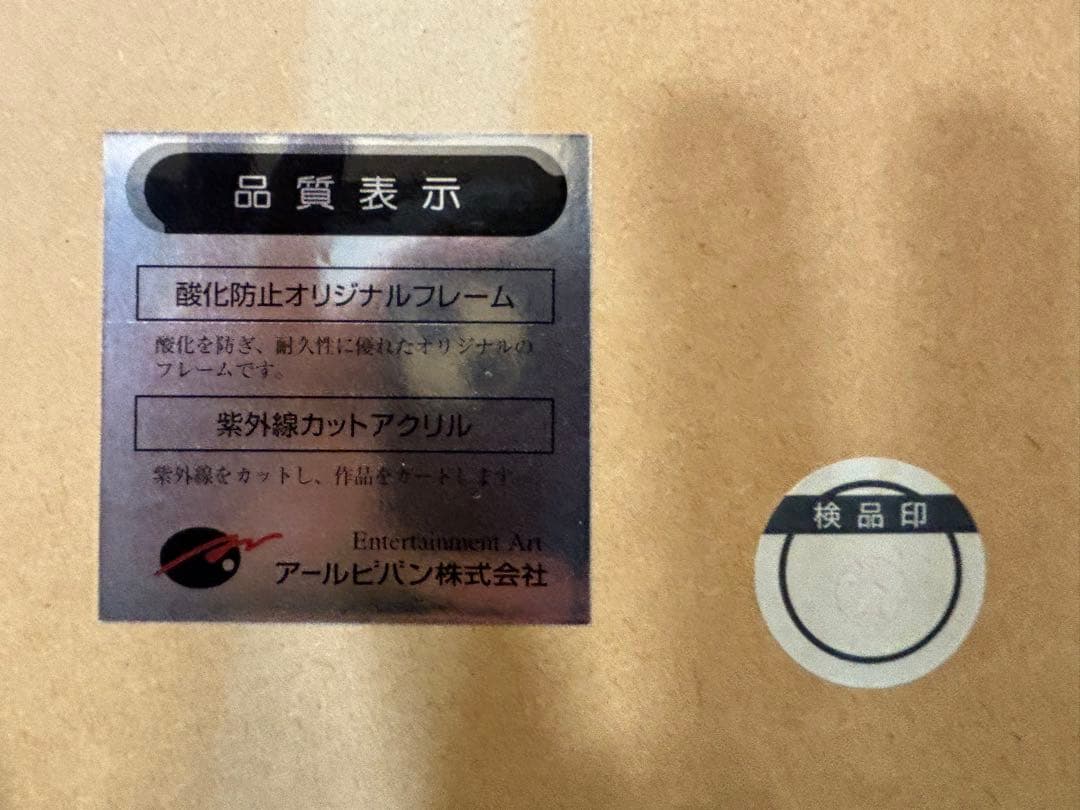 品質表示
酸化防止オリジナルフレーム
酸化を防ぎ、耐久性に優れたオリジナルの
フレームです。
紫外線カットアクリル
紫外線をカットし、作品をガードします
Entertainment Art
アールビバン株式会社
検品印